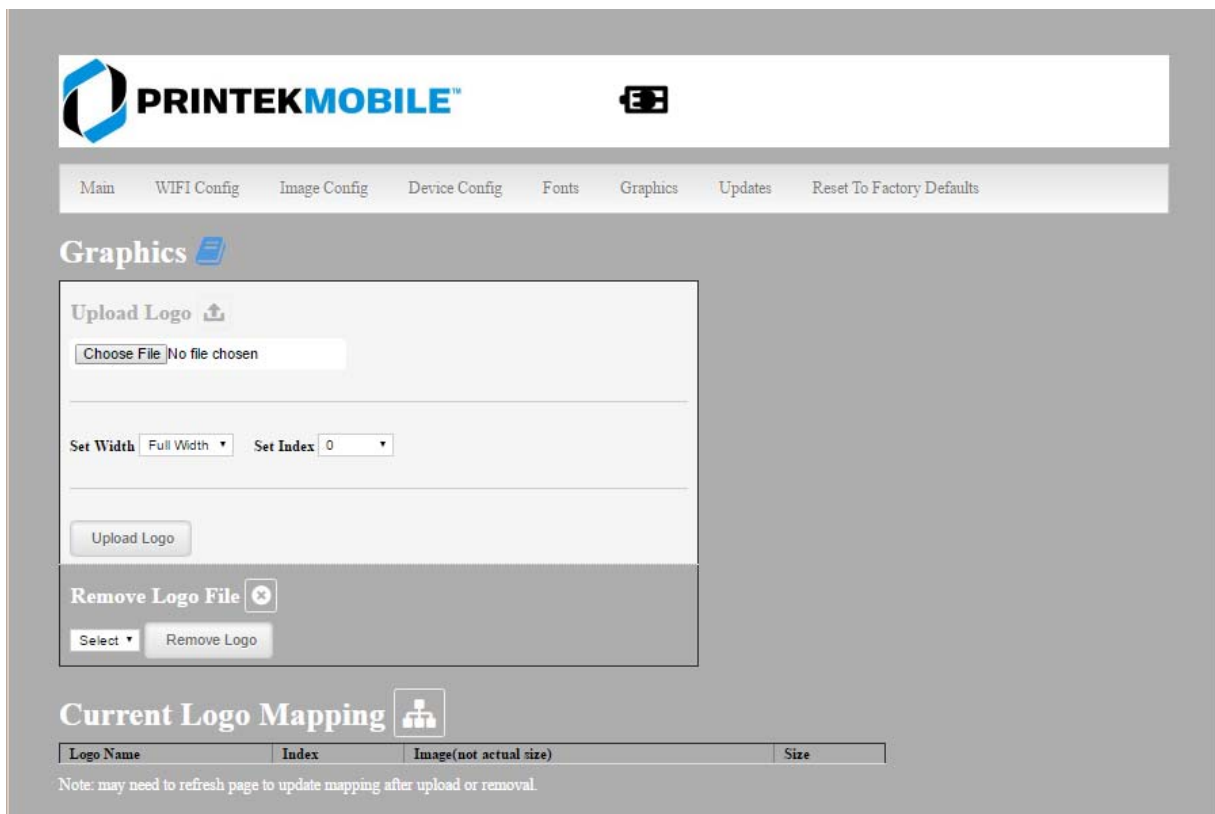 PRINTEKMOBILE™
Main WIFI Config Image Config Device Config Fonts Graphics Updates Reset To Factory Defaults
Graphics
Upload Logo
Choose File No file chosen
Set Width Full Width Set Index 0
Upload Logo
Remove Logo File
Select Remove Logo
Current Logo Mapping
Logo Name Index Image(not actual size) Size
Note: may need to refresh page to update mapping after upload or removal.